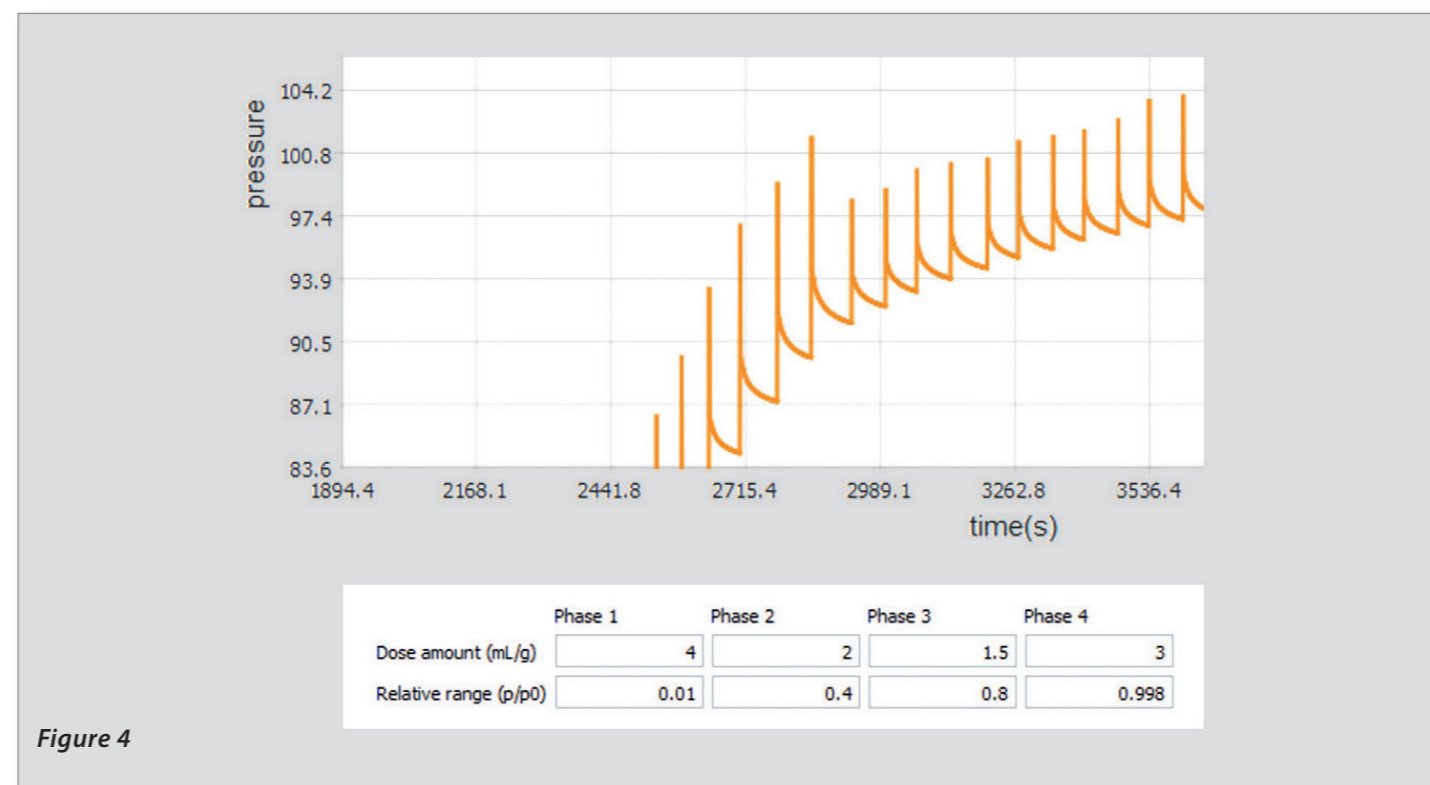 pressure
104.2
100.8
97.4
93.9
90.5
87.1
83.6
1894.4 2168.1 2441.8 2715.4 2989.1 3262.8 3536.4
time(s)
Phase 1 Phase 2 Phase 3 Phase 4
Dose amount (mL/g) 4 2 1.5 3
Relative range (p/p0) 0.01 0.4 0.8 0.998
Figure 4